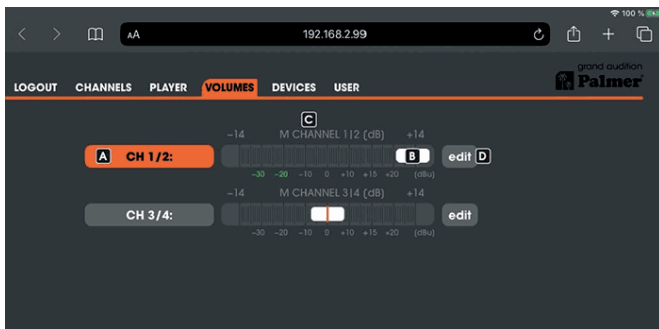 100 %
AA 192.168.2.99
grand audition
Palmer
LOGOUT CHANNELS PLAYER VOLUMES DEVICES USER
C
-14 M CHANNEL 1|2 (dB) +14
A CH 1/2: B edit D
-30 -20 -10 0 +10 +15 +20 (dBu)
-14 M CHANNEL 3|4 (dB) +14
CH 3/4: edit
-30 -20 -10 0 +10 +15 +20 (dBu)